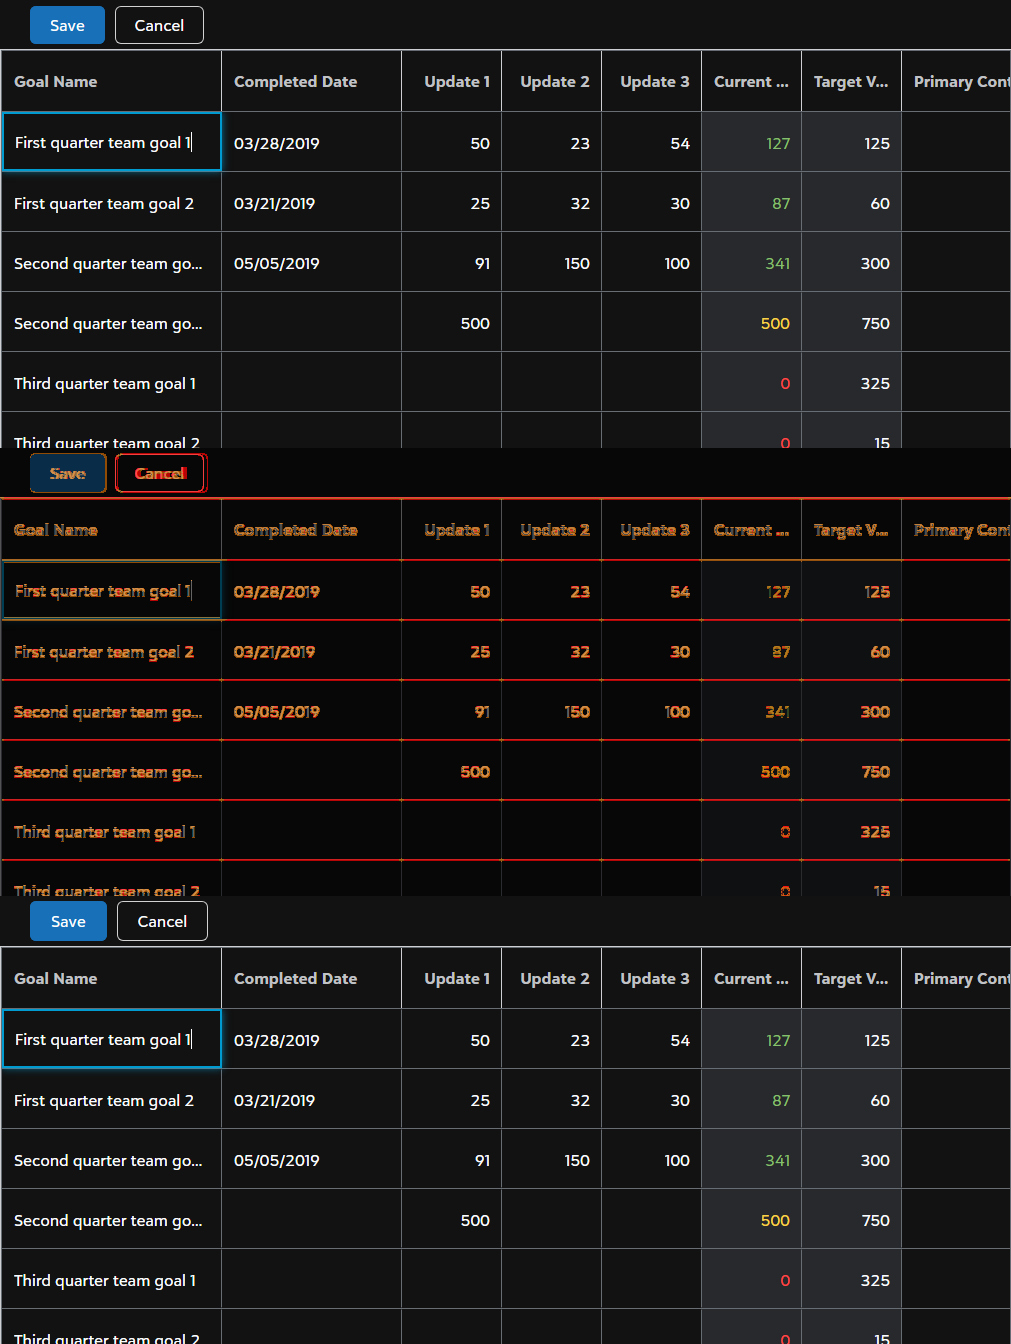 Save Cancel
Goal Name Completed Date Update 1 Update 2 Update 3 Current ... Target V... Primary Cont
First quarter team goal 1 03/28/2019 50 23 54 127 125
First quarter team goal 2 03/21/2019 25 32 30 87 60
Second quarter team go... 05/05/2019 91 150 100 341 300
Second quarter team go... 500 500 750
Third quarter team goal 1 0 325
Third quarter team goal 2 0 15
Save Cancel
Goal Name Completed Date Update 1 Update 2 Update 3 Current ... Target V... Primary Cont
First quarter team goal 1 03/28/2019 50 23 54 127 125
First quarter team goal 2 03/21/2019 25 32 30 87 60
Second quarter team go... 05/05/2019 91 150 100 341 300
Second quarter team go... 500 500 750
Third quarter team goal 1 0 325
Third quarter team goal 2 0 15
Save Cancel
Goal Name Completed Date Update 1 Update 2 Update 3 Current ... Target V... Primary Cont
First quarter team goal 1 03/28/2019 50 23 54 127 125
First quarter team goal 2 03/21/2019 25 32 30 87 60
Second quarter team go... 05/05/2019 91 150 100 341 300
Second quarter team go... 500 500 750
Third quarter team goal 1 0 325
Third quarter team goal 2 0 15